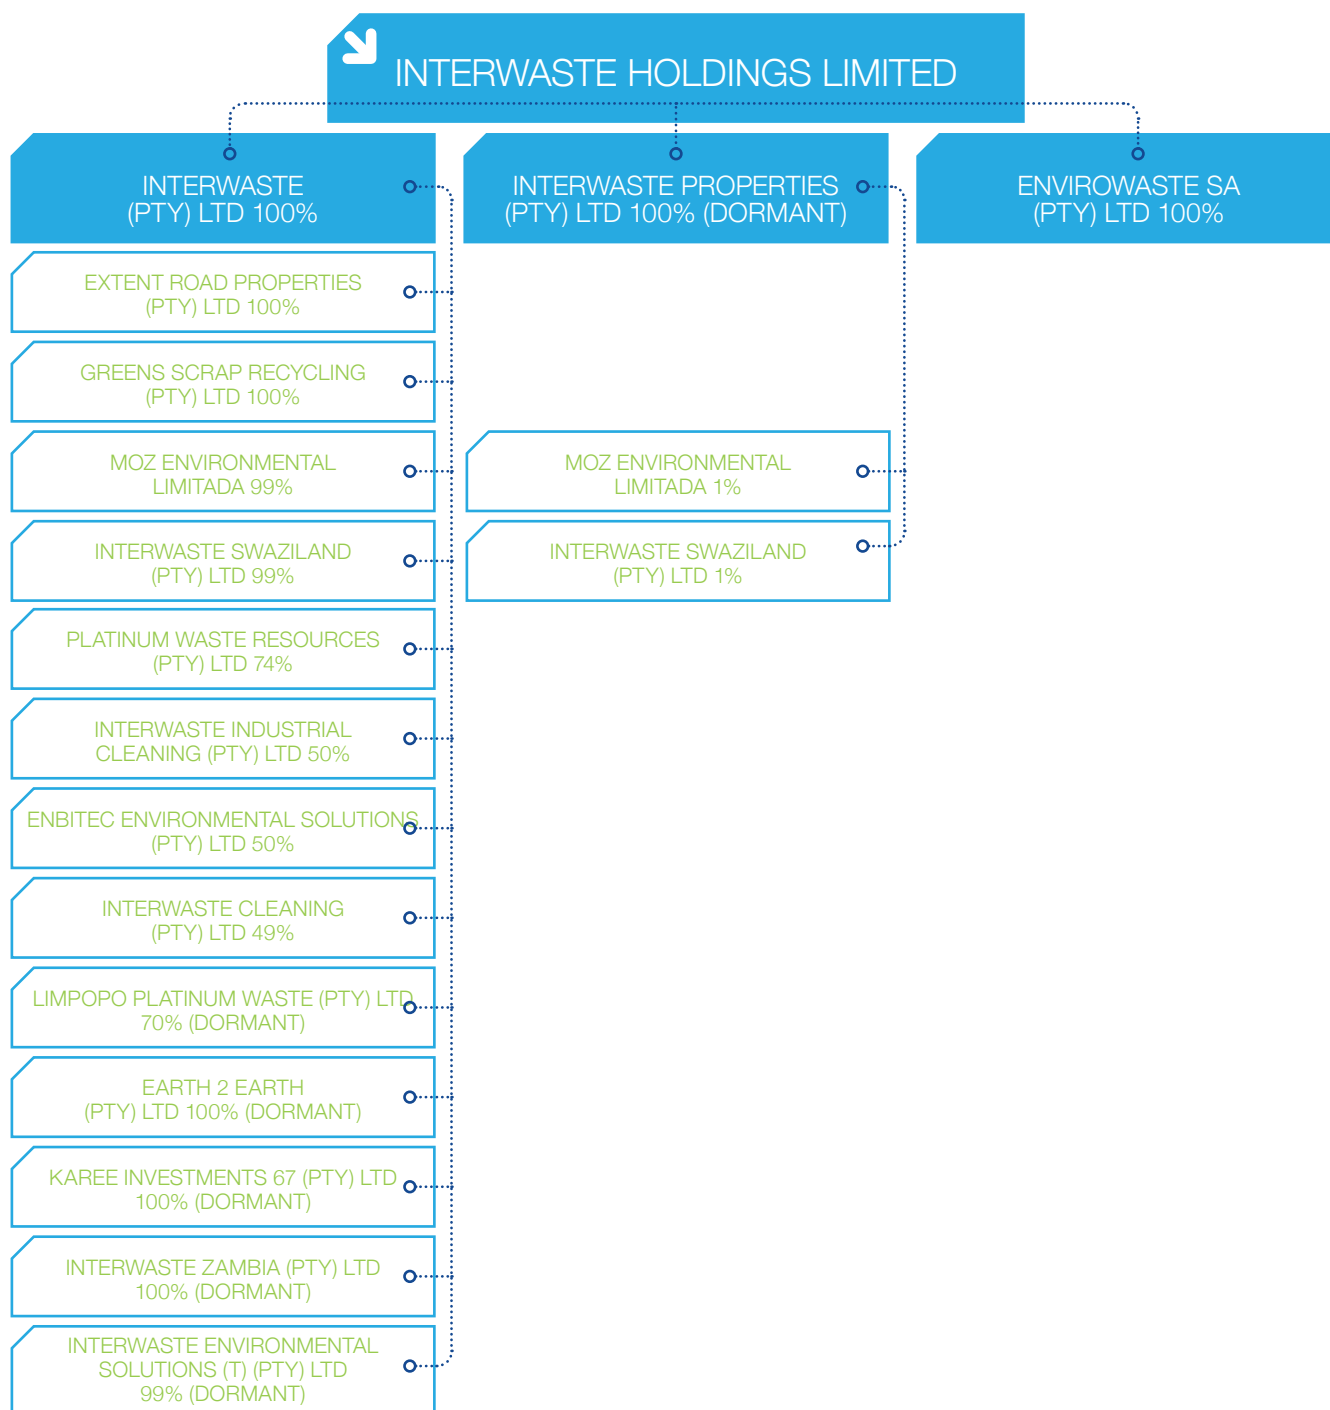 INTERWASTE HOLDINGS LIMITED
INTERWASTE
(PTY) LTD 100%
INTERWASTE PROPERTIES
(PTY) LTD 100% (DORMANT)
ENVIROWASTE SA
(PTY) LTD 100%
EXTENT ROAD PROPERTIES
(PTY) LTD 100%
GREENS SCRAP RECYCLING
(PTY) LTD 100%
MOZ ENVIRONMENTAL
LIMITADA 99%
INTERWASTE SWAZILAND
(PTY) LTD 99%
PLATINUM WASTE RESOURCES
(PTY) LTD 74%
INTERWASTE INDUSTRIAL
CLEANING (PTY) LTD 50%
ENBITEC ENVIRONMENTAL SOLUTIONS
(PTY) LTD 50%
INTERWASTE CLEANING
(PTY) LTD 49%
LIMPOPO PLATINUM WASTE (PTY) LTD
70% (DORMANT)
EARTH 2 EARTH
(PTY) LTD 100% (DORMANT)
KAREE INVESTMENTS 67 (PTY) LTD
100% (DORMANT)
INTERWASTE ZAMBIA (PTY) LTD
100% (DORMANT)
INTERWASTE ENVIRONMENTAL
SOLUTIONS (T) (PTY) LTD
99% (DORMANT)
MOZ ENVIRONMENTAL
LIMITADA 1%
INTERWASTE SWAZILAND
(PTY) LTD 1%